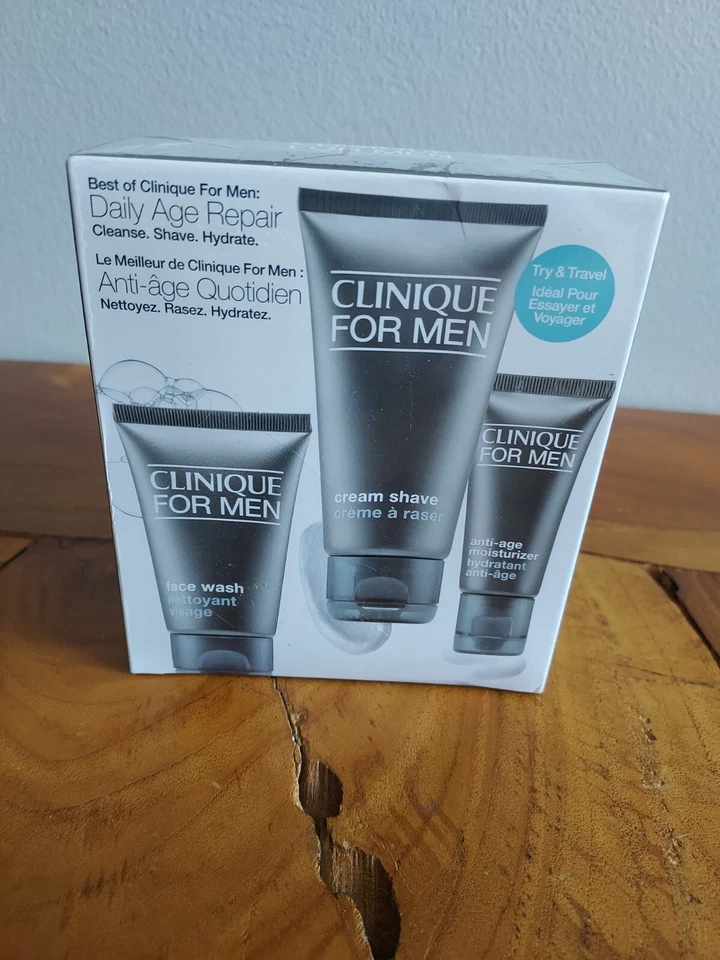 Best of Clinique For Men:
Daily Age Repair
Cleanse. Shave. Hydrate.
Le Meilleur de Clinique For Men :
Anti-âge Quotidien
Nettoyez. Rasez. Hydratez.
Try & Travel
Idéal Pour
Essayer et
Voyager
CLINIQUE
FOR MEN
face wash
nettoyant
visage
CLINIQUE
FOR MEN
cream shave
crème à raser
CLINIQUE
FOR MEN
anti-age
moisturizer
hydratant
anti-âge